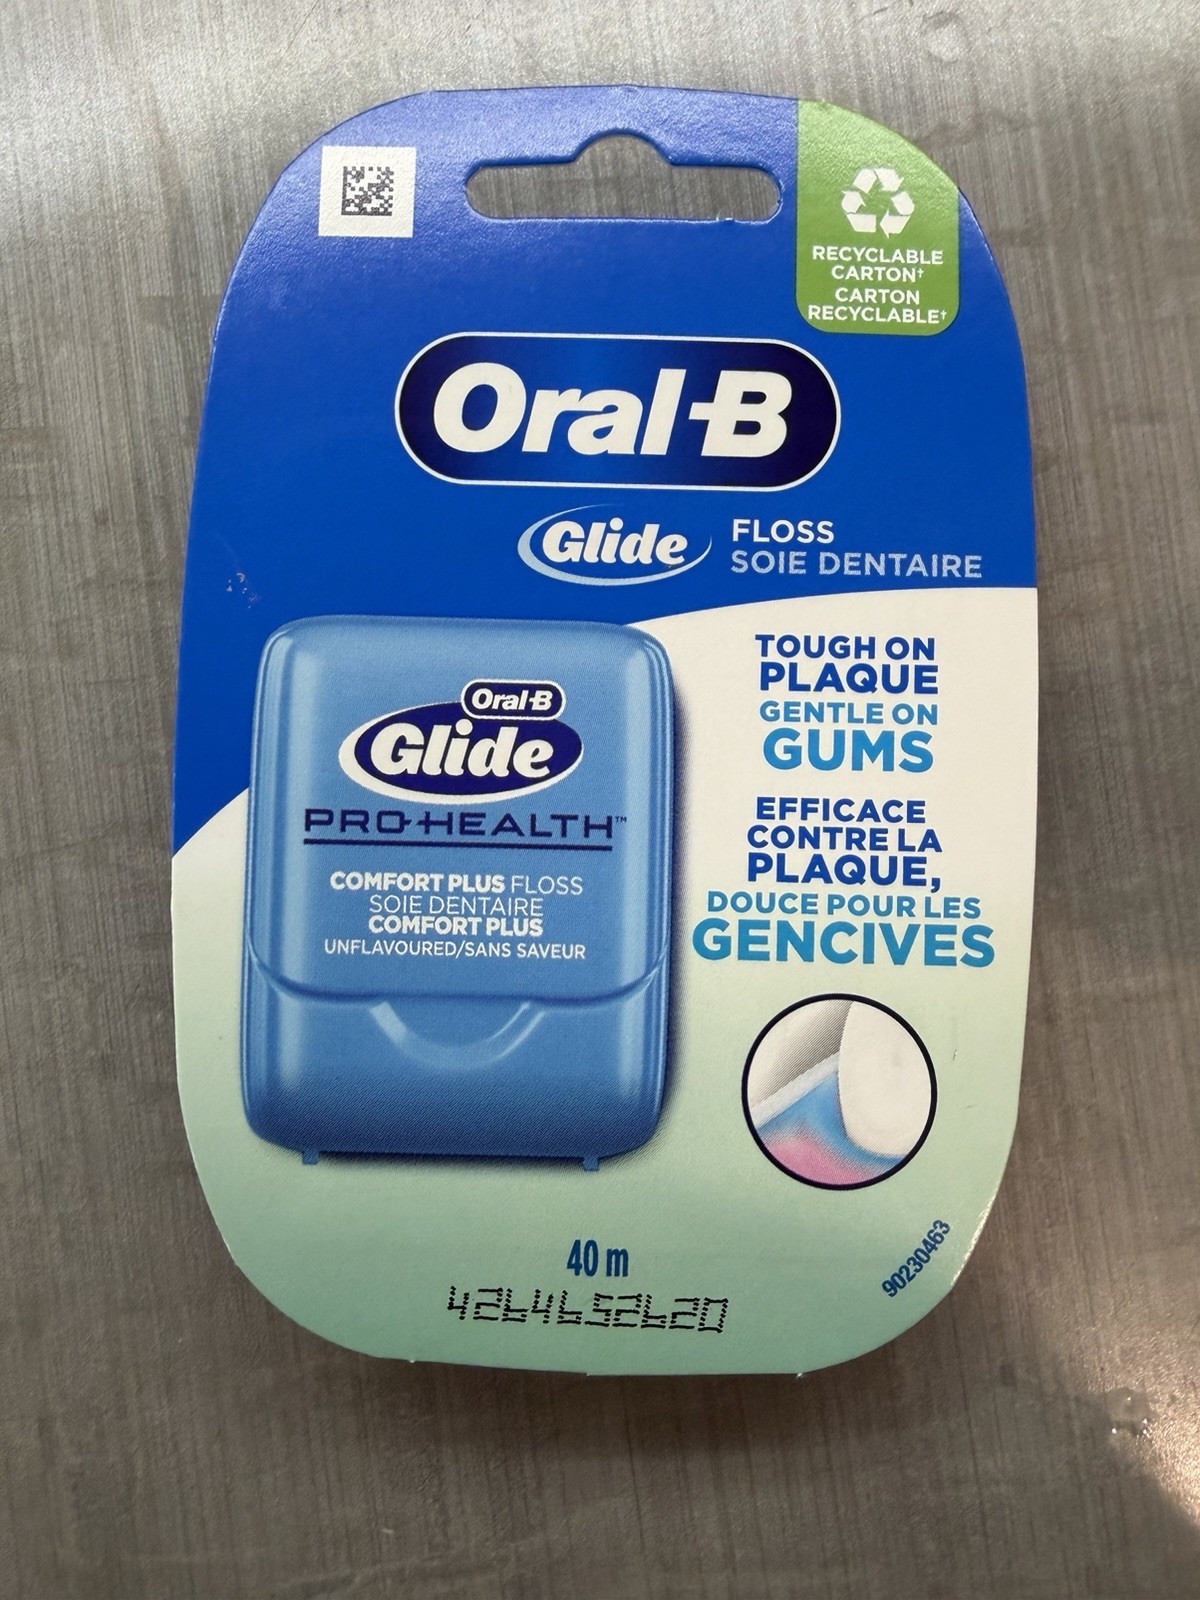 RECYCLABLE
CARTON†
CARTON
RECYCLABLE†
Oral-B
Glide FLOSS
SOIE DENTAIRE
TOUGH ON
PLAQUE
GENTLE ON
GUMS
EFFICACE
CONTRE LA
PLAQUE,
DOUCE POUR LES
GENCIVES
Oral-B
Glide
PRO-HEALTH™
COMFORT PLUS FLOSS
SOIE DENTAIRE
COMFORT PLUS
UNFLAVOURED/SANS SAVEUR
40 m
4264652620
90230463